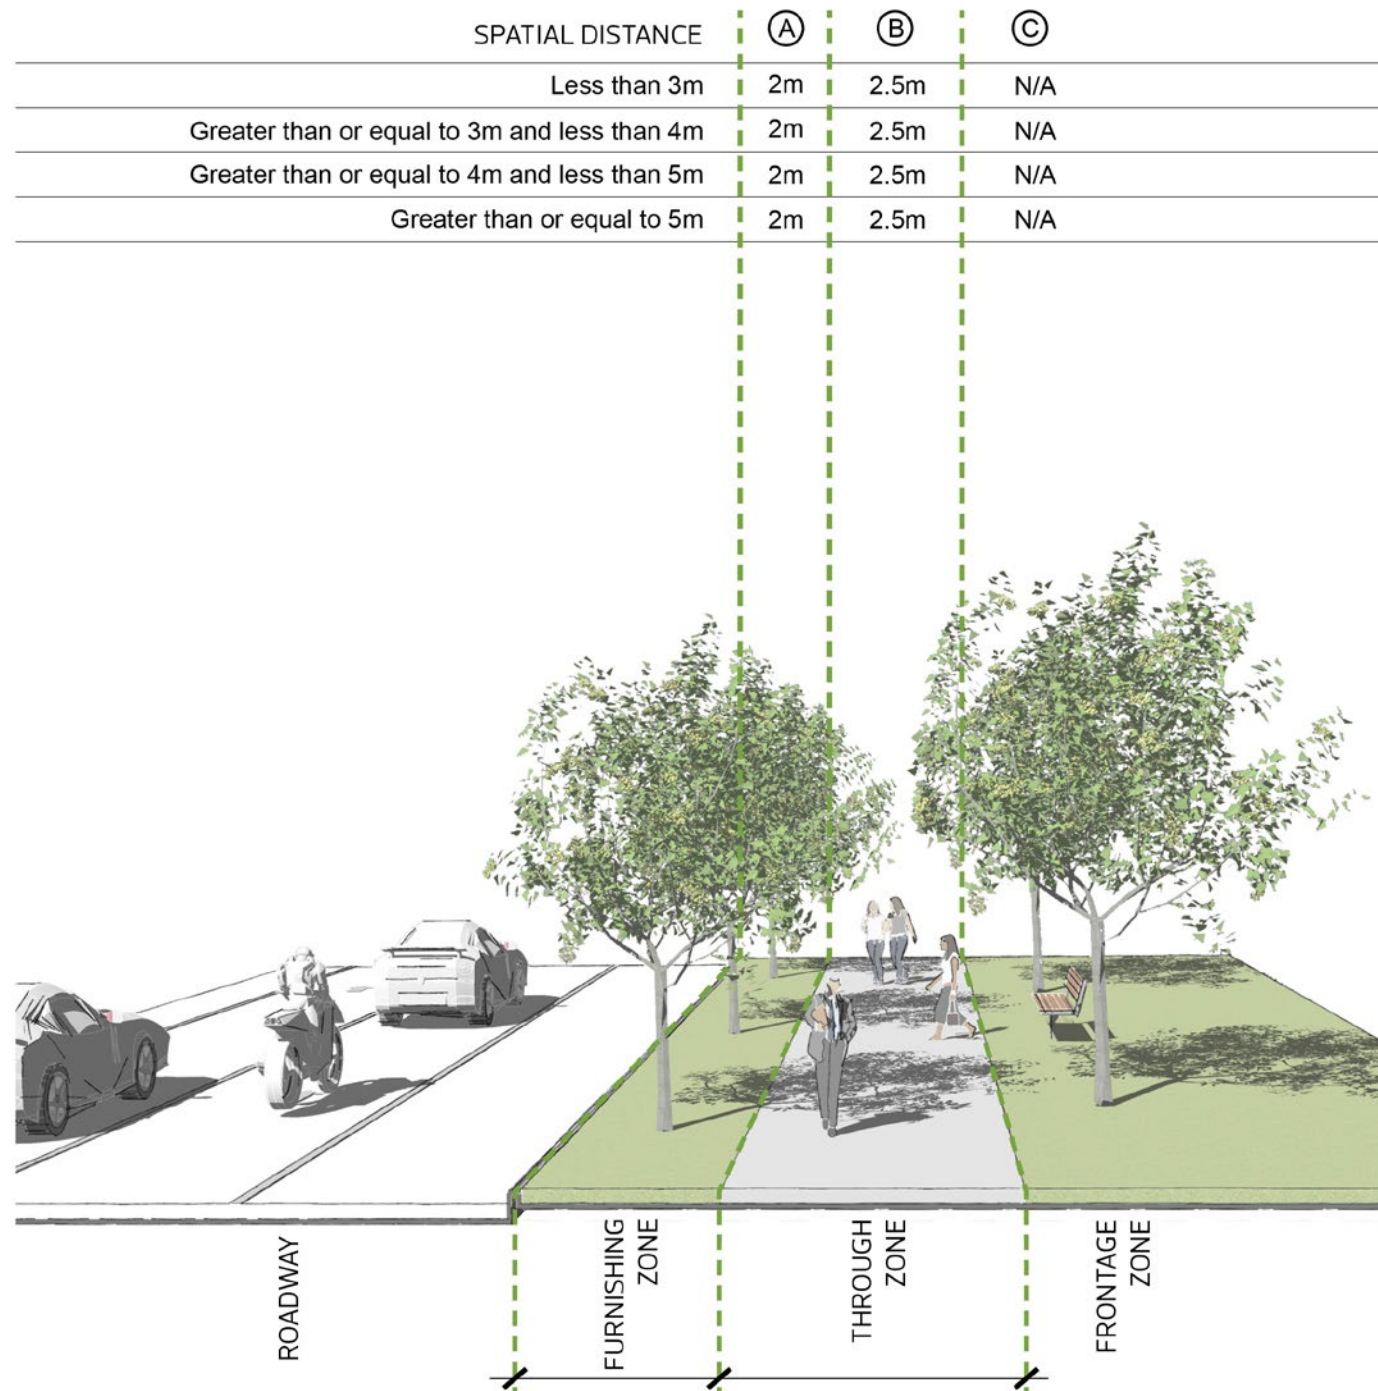 SPATIAL DISTANCE A B C
Less than 3m 2m 2.5m N/A
Greater than or equal to 3m and less than 4m 2m 2.5m N/A
Greater than or equal to 4m and less than 5m 2m 2.5m N/A
Greater than or equal to 5m 2m 2.5m N/A
ROADWAY
FURNISHING
ZONE
THROUGH
ZONE
FRONTAGE
ZONE